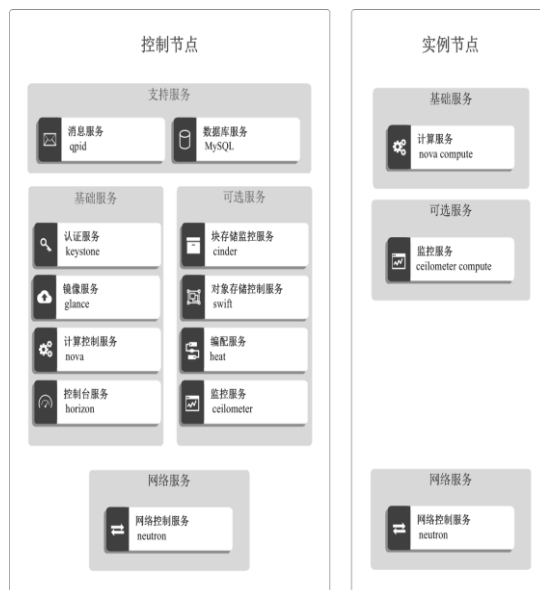 控制节点
支持服务
消息服务
qpid
数据库服务
MySQL
基础服务
认证服务
keystone
镜像服务
glance
计算控制服务
nova
控制台服务
horizon
可选服务
块存储监控服务
cinder
对象存储控制服务
swift
编配服务
heat
监控服务
ceilometer
网络服务
网络控制服务
neutron
实例节点
基础服务
计算服务
nova compute
可选服务
监控服务
ceilometer compute
网络服务
网络控制服务
neutron